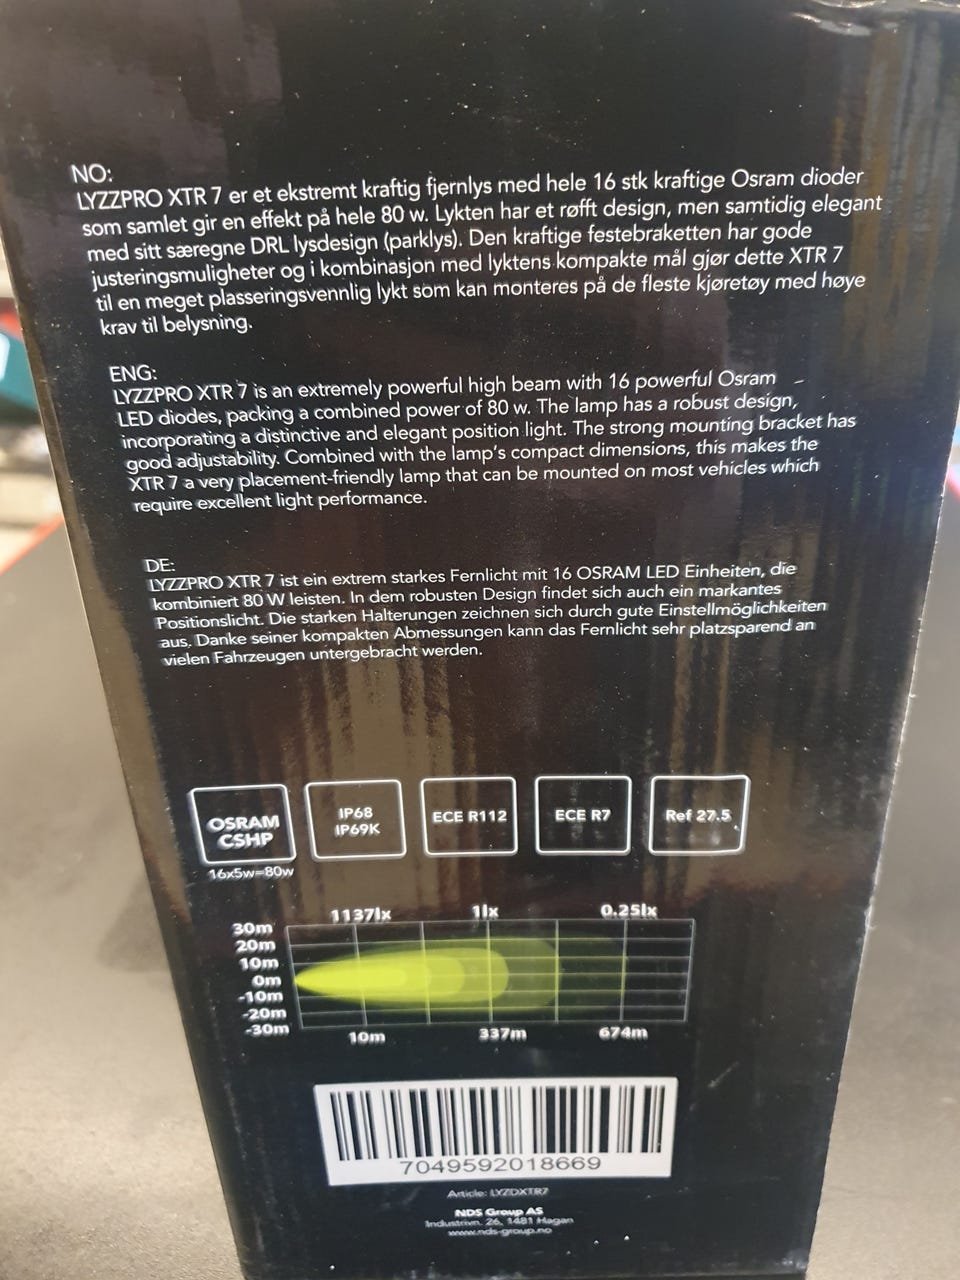 NO:
LYZZPRO XTR 7 er et ekstremt kraftig fjernlys med hele 16 stk kraftige Osram dioder
som samlet gir en effekt på hele 80 w. Lykten har et røfft design, men samtidig elegant
med sitt særegne DRL lysdesign (parklys). Den kraftige festebraketten har gode
justeringsmuligheter og i kombinasjon med lyktens kompakte mål gjør dette XTR 7
til en meget plasseringsvennlig lykt som kan monteres på de fleste kjøretøy med høye
krav til belysning.
ENG:
LYZZPRO XTR 7 is an extremely powerful high beam with 16 powerful Osram
LED diodes, packing a combined power of 80 w. The lamp has a robust design,
incorporating a distinctive and elegant position light. The strong mounting bracket has
good adjustability. Combined with the lamp's compact dimensions, this makes the
XTR 7 a very placement-friendly lamp that can be mounted on most vehicles which
require excellent light performance.
DE:
LYZZPRO XTR 7 ist ein extrem starkes Fernlicht mit 16 OSRAM LED Einheiten, die
kombiniert 80 W leisten. In dem robusten Design findet sich auch ein markantes
Positionslicht. Die starken Halterungen zeichnen sich durch gute Einstellmöglichkeiten
aus. Danke seiner kompakten Abmessungen kann das Fernlicht sehr platzsparend an
vielen Fahrzeugen untergebracht werden.
OSRAM
CSHP
IP68
IP69K
ECE R112
ECE R7
Ref 27.5
16x5w=80w
1137lx 1lx 0.25lx
30m
20m
10m
0m
-10m
-20m
-30m
10m 337m 674m
7049592018669
Article: LYZDXTR7
NDS Group AS
Industrivn. 26, 1481 Hagan
www.nds-group.no